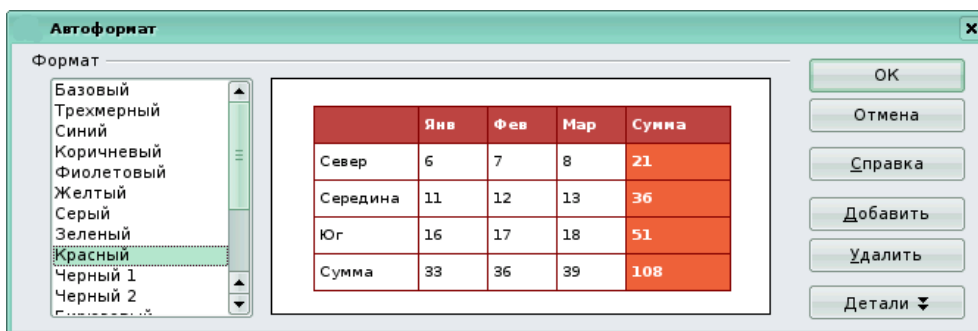 Автоформат
Формат
Базовый
Трехмерный
Синий
Коричневый
Фиолетовый
Желтый
Серый
Зеленый
Красный
Черный 1
Черный 2
Янв Фев Мар Сумма
Север 6 7 8 21
Середина 11 12 13 36
Юг 16 17 18 51
Сумма 33 36 39 108
OK
Отмена
Справка
Добавить
Удалить
Детали